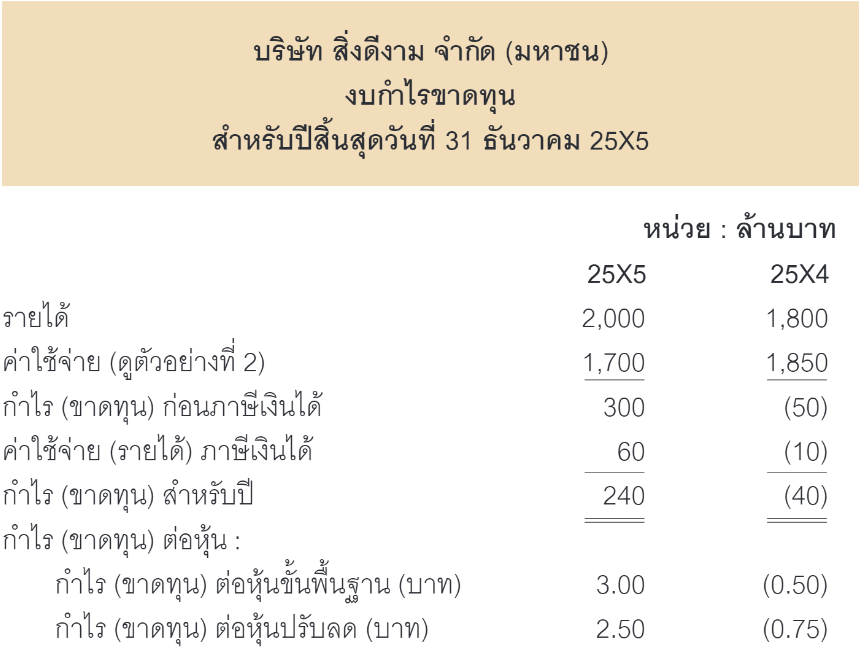 บริษัท สิ่งดีงาม จำกัด (มหาชน)
งบกำไรขาดทุน
สำหรับปีสิ้นสุดวันที่ 31 ธันวาคม 25X5
หน่วย : ล้านบาท
25X5 25X4
รายได้ 2,000 1,800
ค่าใช้จ่าย (ดูตัวอย่างที่ 2) 1,700 1,850
กำไร (ขาดทุน) ก่อนภาษีเงินได้ 300 (50)
ค่าใช้จ่าย (รายได้) ภาษีเงินได้ 60 (10)
กำไร (ขาดทุน) สำหรับปี 240 (40)
กำไร (ขาดทุน) ต่อหุ้น :
กำไร (ขาดทุน) ต่อหุ้นขั้นพื้นฐาน (บาท) 3.00 (0.50)
กำไร (ขาดทุน) ต่อหุ้นปรับลด (บาท) 2.50 (0.75)